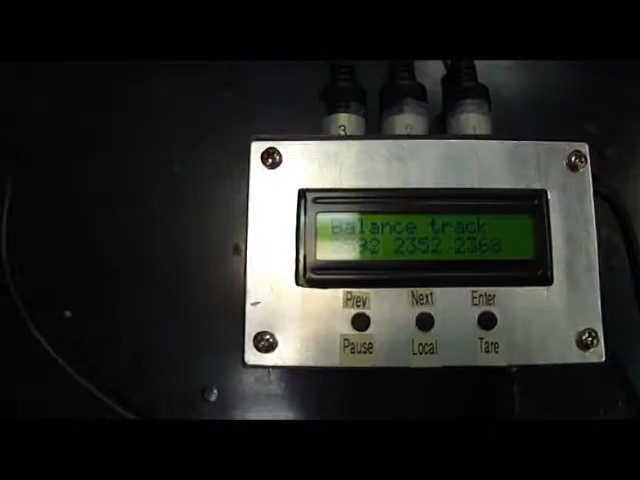 3 2 1
Balance track
2352 2368
Prev Next Enter
Pause Local Tare